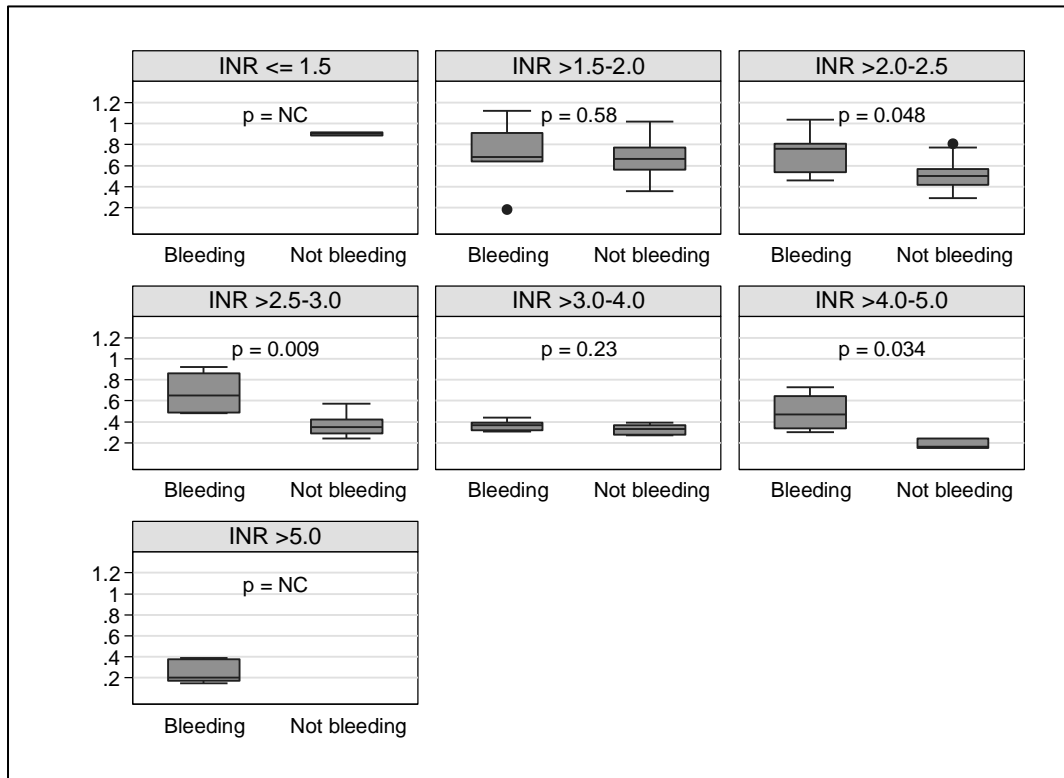 INR <= 1.5
INR >1.5-2.0
INR >2.0-2.5
p = NC
p = 0.58
p = 0.048
1.2
1
.8
.6
.4
.2
Bleeding Not bleeding
Bleeding Not bleeding
Bleeding Not bleeding
INR >2.5-3.0
INR >3.0-4.0
INR >4.0-5.0
p = 0.009
p = 0.23
p = 0.034
1.2
1
.8
.6
.4
.2
Bleeding Not bleeding
Bleeding Not bleeding
Bleeding Not bleeding
INR >5.0
p = NC
1.2
1
.8
.6
.4
.2
Bleeding Not bleeding